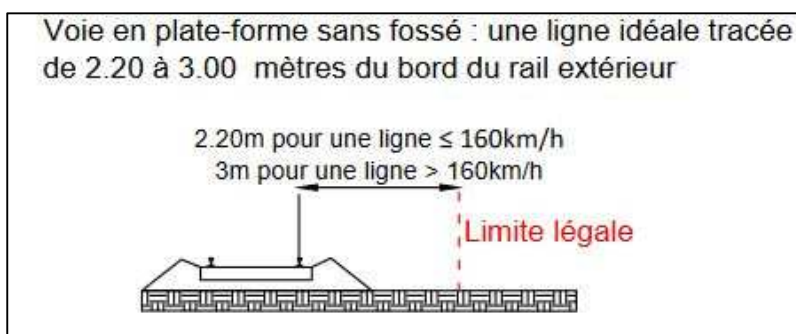 Voie en plate-forme sans fossé : une ligne idéale tracée
de 2.20 à 3.00 mètres du bord du rail extérieur
2.20m pour une ligne ≤ 160km/h
3m pour une ligne > 160km/h
Limite légale